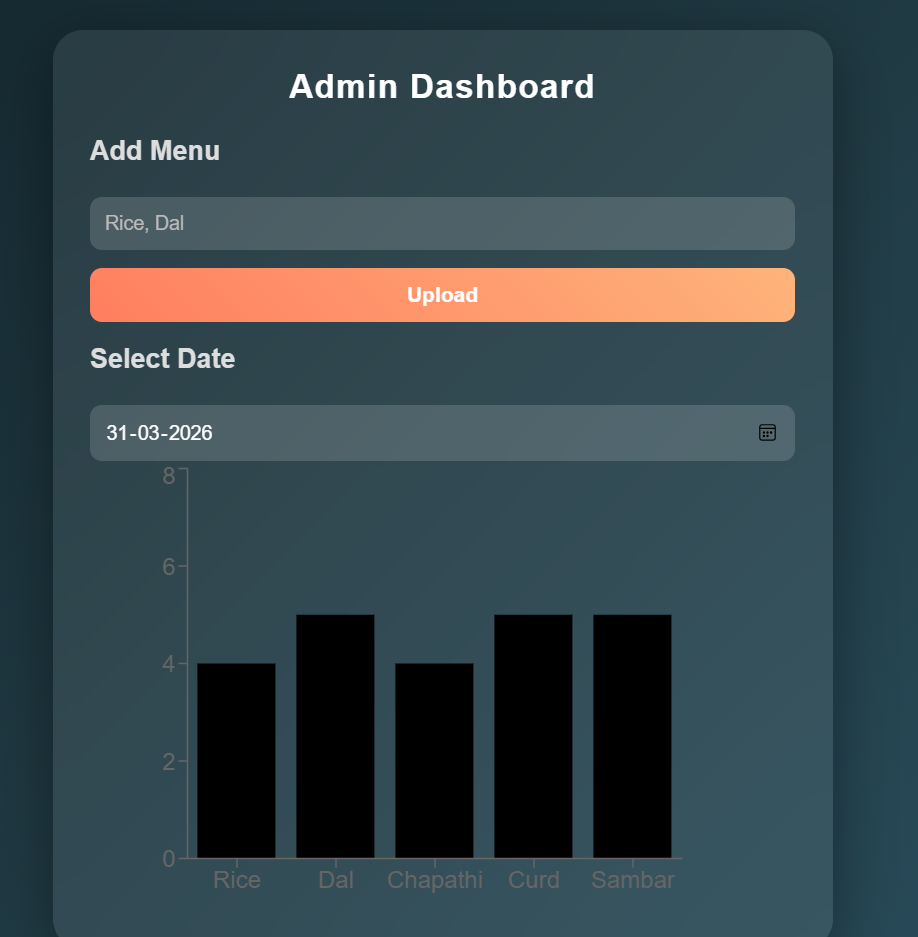 Admin Dashboard
Add Menu
Rice, Dal
Upload
Select Date
31-03-2026
8
6
4
2
0
Rice Dal Chapathi Curd Sambar